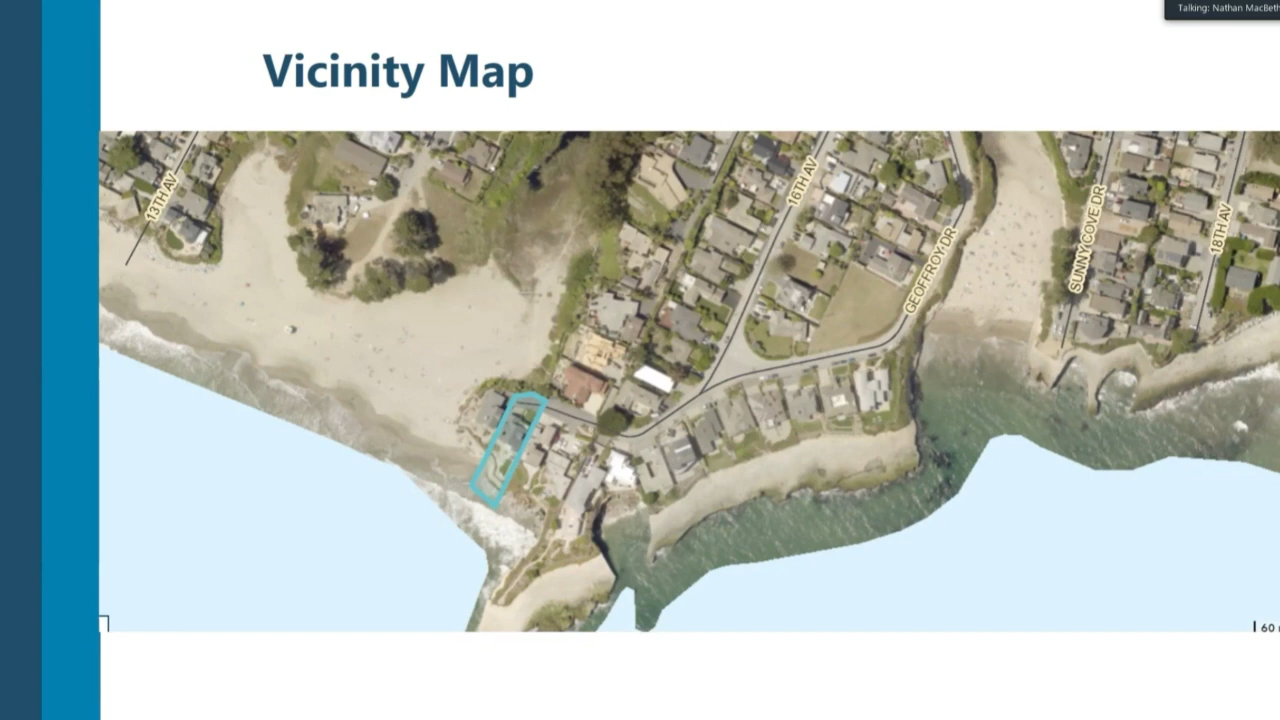 Talking: Nathan MacBeth
Vicinity Map
13TH AV
16TH AV
GEOFFROY DR
SUNNY COVE DR
18TH AV
60